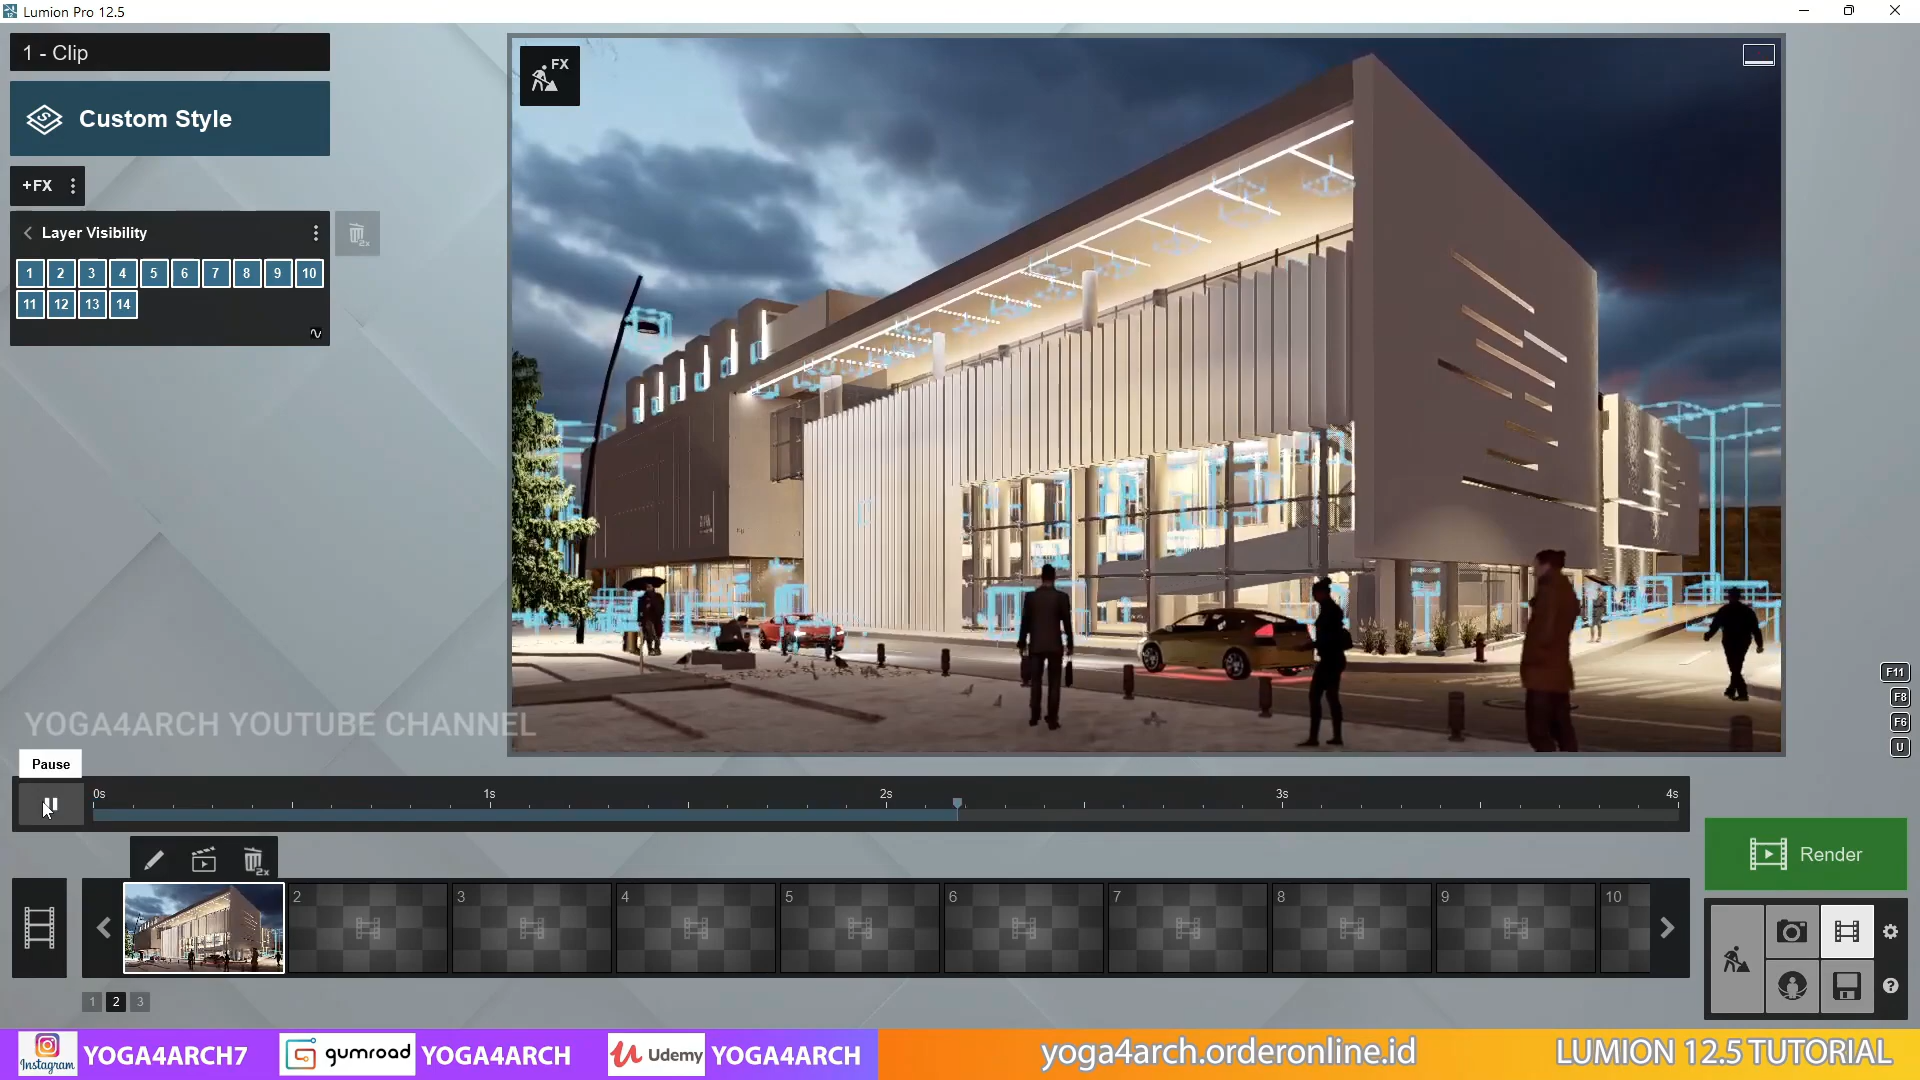 Lumion Pro 12.5
1 - Clip
FX
Custom Style
+FX
Layer Visibility
2x
1 2 3 4 5 6 7 8 9 10
11 12 13 14
F11
F8
F6
U
YOGA4ARCH YOUTUBE CHANNEL
Pause
0s 1s 2s 3s 4s
2x
Render
2 3 4 5 6 7 8 9 10
1 2 3
?
Instagram YOGA4ARCH7 gumroad YOGA4ARCH Udemy YOGA4ARCH yoga4arch.orderonline.id LUMION 12.5 TUTORIAL